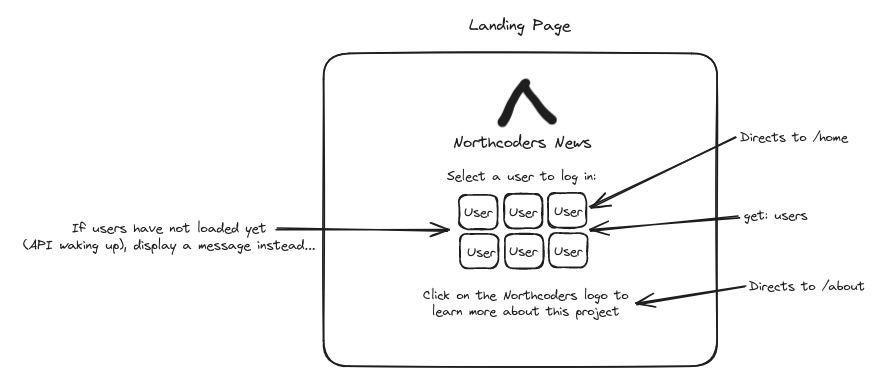 Landing Page
Northcoders News
Directs to /home
Select a user to log in:
User User User
get: users
If users have not loaded yet
(API waking up), display a message instead...
User User User
Directs to /about
Click on the Northcoders logo to
learn more about this project